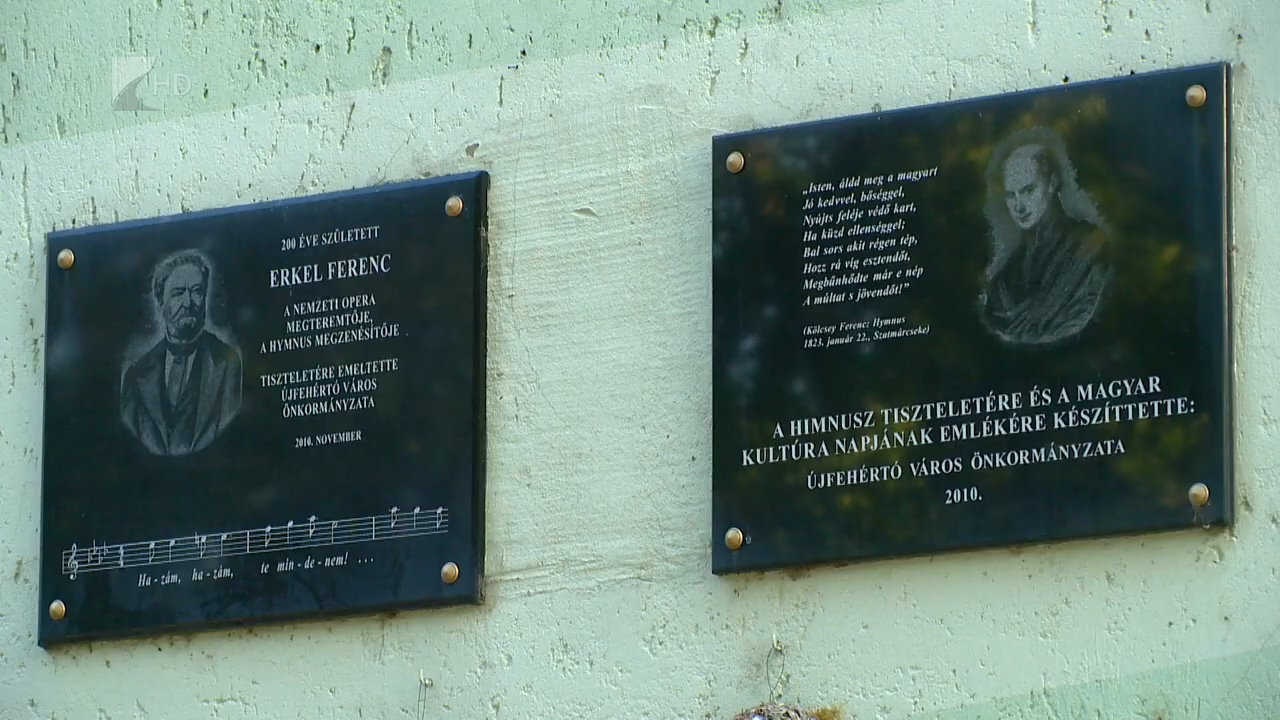 HD
200 ÉVE SZÜLETETT
ERKEL FERENC
A NEMZETI OPERA
MEGTEREMTŐJE,
A HYMNUS MEGZENÉSÍTŐJE
TISZTELETÉRE EMELTETTE
ÚJFEHÉRTÓ VÁROS
ÖNKORMÁNYZATA
2010. NOVEMBER
Ha - zám, ha - zám, te min - de - nem! ...
„Isten, áldd meg a magyart
Jó kedvvel, bőséggel,
Nyújts feléje védő kart,
Ha küzd ellenséggel;
Bal sors akit régen tép,
Hozz rá víg esztendőt,
Megbűnhődte már e nép
A múltat s jövendőt!”
(Kölcsey Ferenc: Hymnus
1823. január 22., Szatmárcseke)
A HIMNUSZ TISZTELETÉRE ÉS A MAGYAR
KULTÚRA NAPJÁNAK EMLÉKÉRE KÉSZÍTTETTE:
ÚJFEHÉRTÓ VÁROS ÖNKORMÁNYZATA
2010.